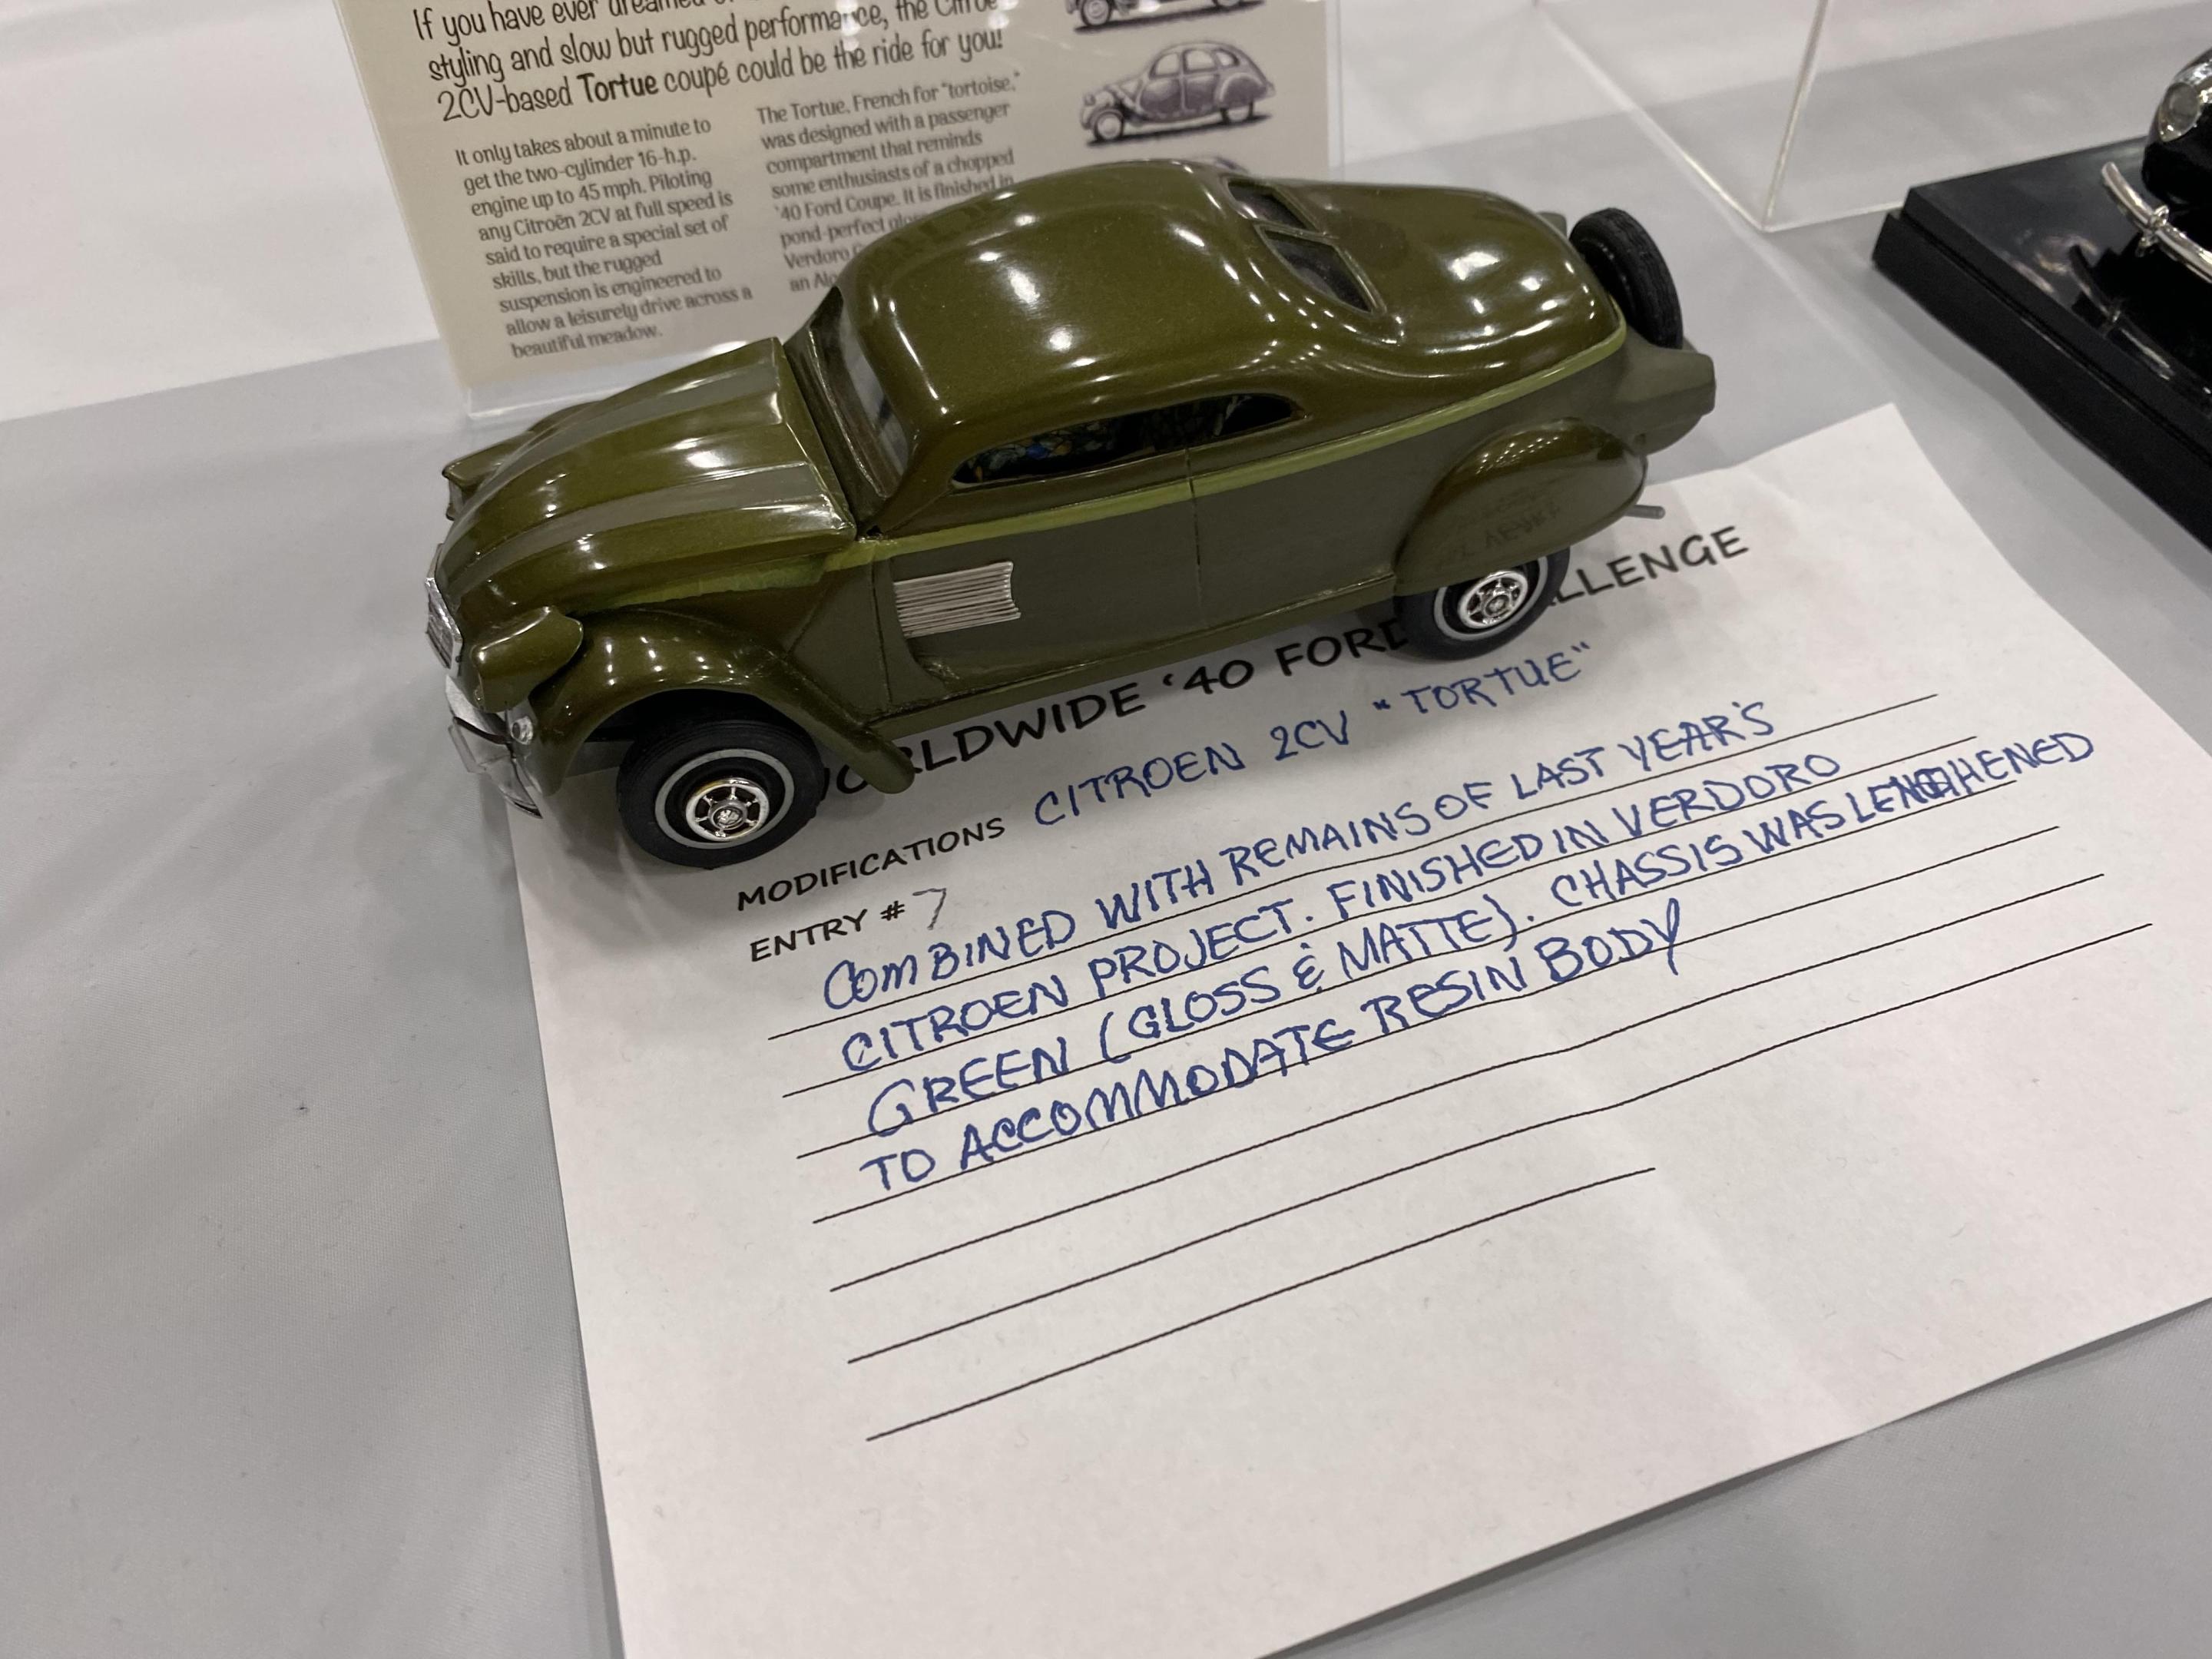 If you have ever dreamed
styling and slow but rugged performance, the Citroë
2CV-based Tortue coupé could be the ride for you!
It only takes about a minute to
get the two-cylinder 16-h.p.
engine up to 45 mph. Piloting
any Citroën 2CV at full speed is
said to require a special set of
skills, but the rugged
suspension is engineered to
allow a leisurely drive across a
beautiful meadow.
The Tortue, French for "tortoise,"
was designed with a passenger
compartment that reminds
some enthusiasts of a chopped
'40 Ford Coupe. It is finished in
pond-perfect
Verdoro
an
ORLDWIDE '40 FORD LLENGE
MODIFICATIONS CITROEN 2CV "TORTUE"
ENTRY # 7
COMBINED WITH REMAINS OF LAST YEAR'S
CITROEN PROJECT. FINISHED IN VERDORO
GREEN (GLOSS & MATTE). CHASSIS WAS
TO ACCOMMODATE RESIN BODY